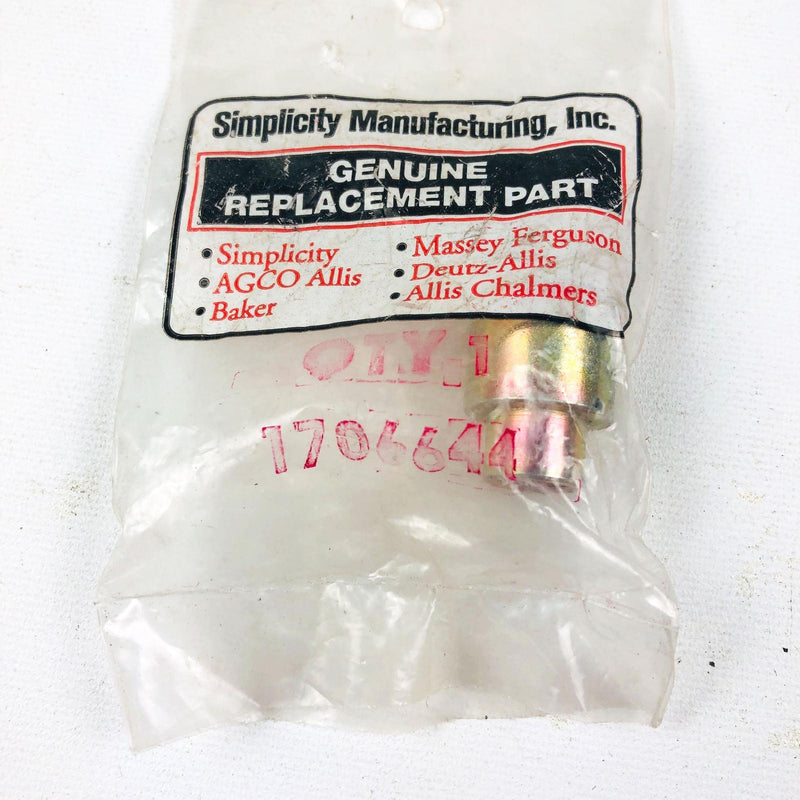 Simplicity Manufacturing, Inc.
GENUINE
REPLACEMENT PART
• Simplicity
• AGCO Allis
• Baker
• Massey Ferguson
• Deutz-Allis
• Allis Chalmers
QTY.1
1706644